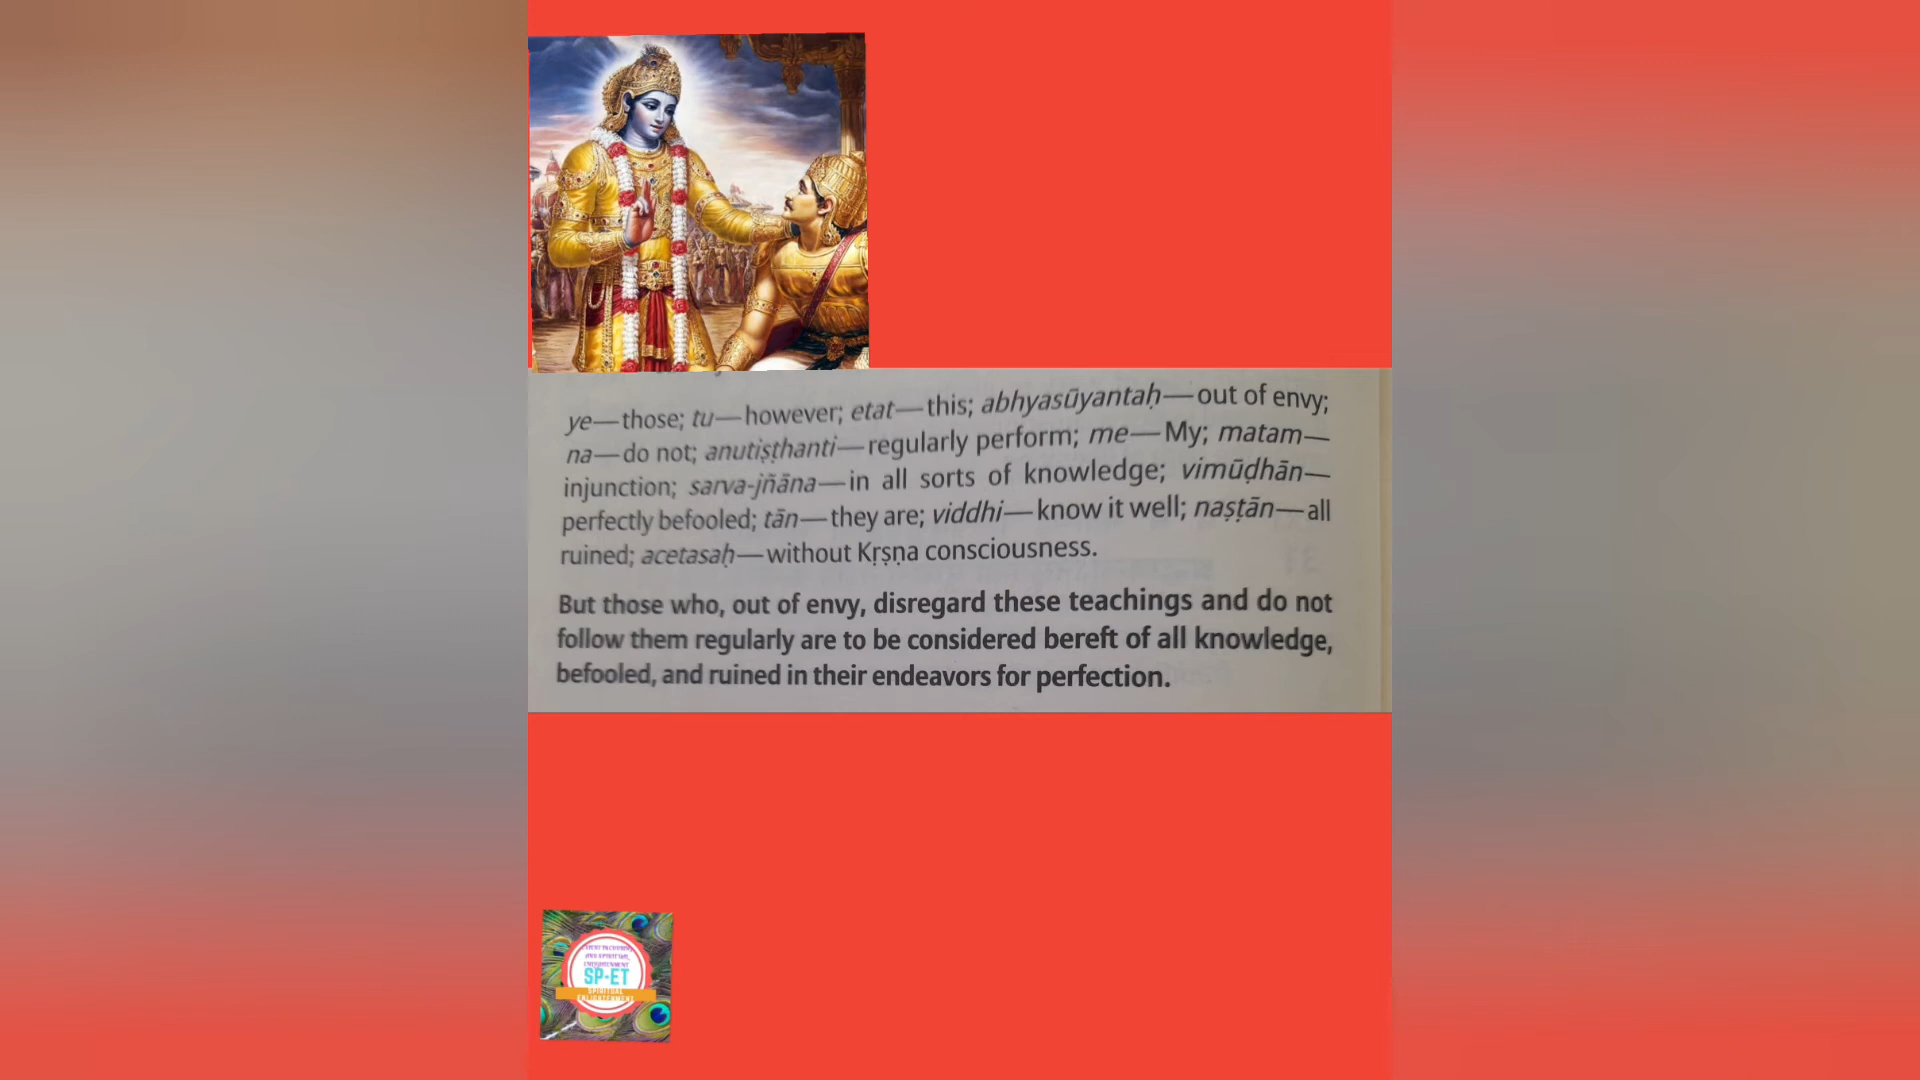 ye—those; tu—however; etat—this; abhyasūyantaḥ—out of envy;
na—do not; anutiṣṭhanti—regularly perform; me—My; matam—
injunction; sarva-jñāna—in all sorts of knowledge; vimūḍhān—
perfectly befooled; tān—they are; viddhi—know it well; naṣṭān—all
ruined; acetasaḥ—without Kṛṣṇa consciousness.
But those who, out of envy, disregard these teachings and do not
follow them regularly are to be considered bereft of all knowledge,
befooled, and ruined in their endeavors for perfection.
SP-ET
SPIRITUAL
ENLIGHTENMENT